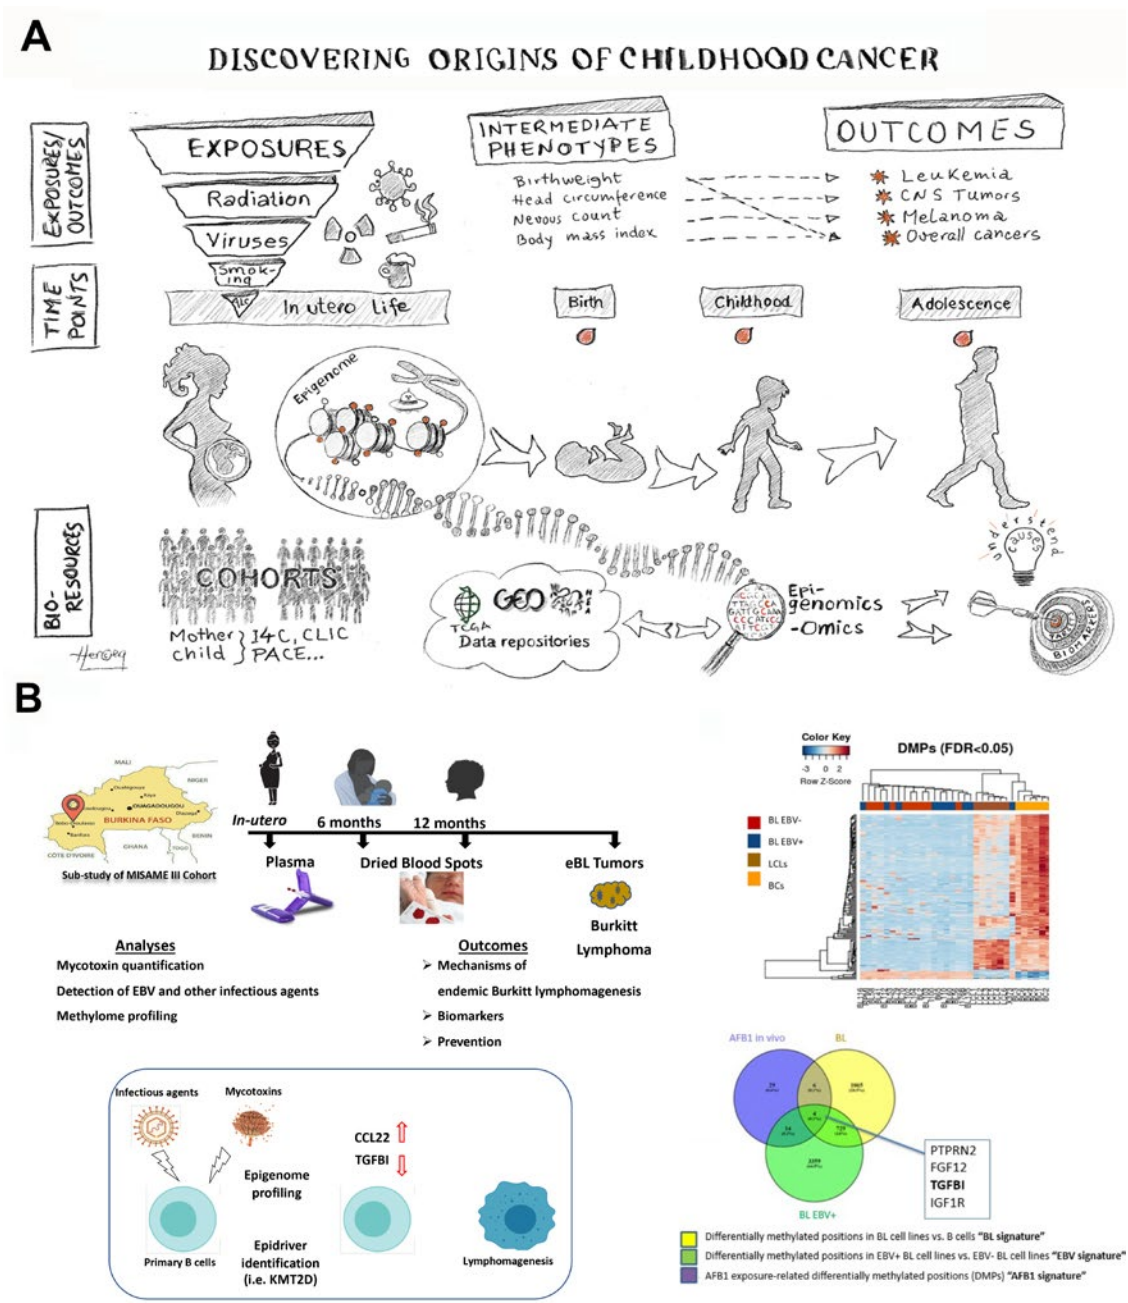 A
DISCOVERING ORIGINS OF CHILDHOOD CANCER
EXPOSURES/
OUTCOMES
EXPOSURES
Radiation
Viruses
Smok-
ing
Alc
INTERMEDIATE
PHENOTYPES
Birthweight
Head circumference
Nevous count
Body mass index
OUTCOMES
Leukemia
CNS Tumors
Melanoma
Overall cancers
TIME
POINTS
In utero Life
Birth
Childhood
Adolescence
Epigenome
BIO-
RESOURCES
COHORTS
Mother
child
I4C, CLIC
PACE...
TCGA
GEO
Data repositories
Epi-
genomics
-Omics
understend
causes
TARGET
BIOMARKERS
B
MALI
NIGER
OUAGADOUGOU
BURKINA FASO
BENIN
GHANA
TOGO
CÔTE D'IVOIRE
Sub-study of MISAME III Cohort
In-utero
6 months
12 months
Plasma
Dried Blood Spots
eBL Tumors
Burkitt
Lymphoma
Analyses
Mycotoxin quantification
Detection of EBV and other infectious agents
Methylome profiling
Outcomes
➢ Mechanisms of
endemic Burkitt lymphomagenesis
➢ Biomarkers
➢ Prevention
Color Key
-3 0 2
Row Z-Score
DMPs (FDR<0.05)
BL EBV-
BL EBV+
LCLs
BCs
Infectious agents
Mycotoxins
Epigenome
profiling
CCL22
TGFBI
Primary B cells
Epidriver
identification
(i.e. KMT2D)
Lymphomagenesis
AFB1 in vivo
BL
BL EBV+
PTPRN2
FGF12
TGFBI
IGF1R
Differentially methylated positions in BL cell lines vs. B cells "BL signature"
Differentially methylated positions in EBV+ BL cell lines vs. EBV- BL cell lines "EBV signature"
AFB1 exposure-related differentially methylated positions (DMPs) "AFB1 signature"